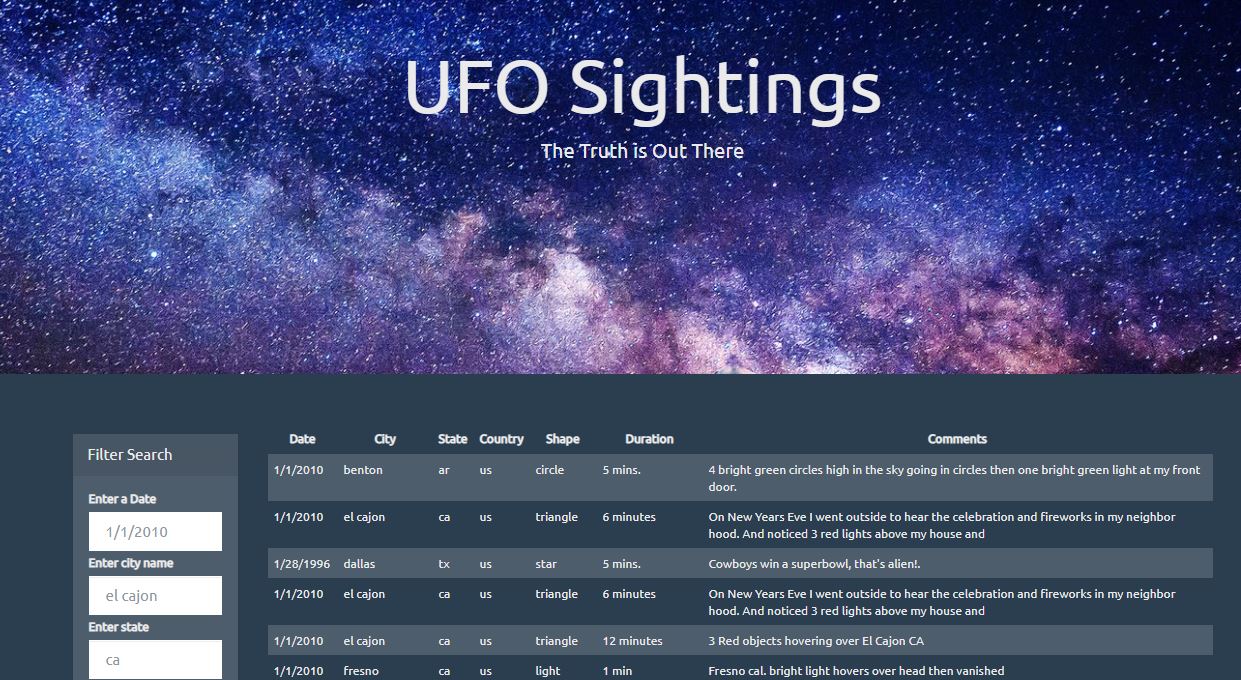 UFO Sightings
The Truth is Out There
Filter Search
Enter a Date
1/1/2010
Enter city name
el cajon
Enter state
ca
Date City State Country Shape Duration Comments
1/1/2010 benton ar us circle 5 mins. 4 bright green circles high in the sky going in circles then one bright green light at my front
door.
1/1/2010 el cajon ca us triangle 6 minutes On New Years Eve I went outside to hear the celebration and fireworks in my neighbor
hood. And noticed 3 red lights above my house and
1/28/1996 dallas tx us star 5 mins. Cowboys win a superbowl, that's alien!.
1/1/2010 el cajon ca us triangle 6 minutes On New Years Eve I went outside to hear the celebration and fireworks in my neighbor
hood. And noticed 3 red lights above my house and
1/1/2010 el cajon ca us triangle 12 minutes 3 Red objects hovering over El Cajon CA
1/1/2010 fresno ca us light 1 min Fresno cal. bright light hovers over head then vanished